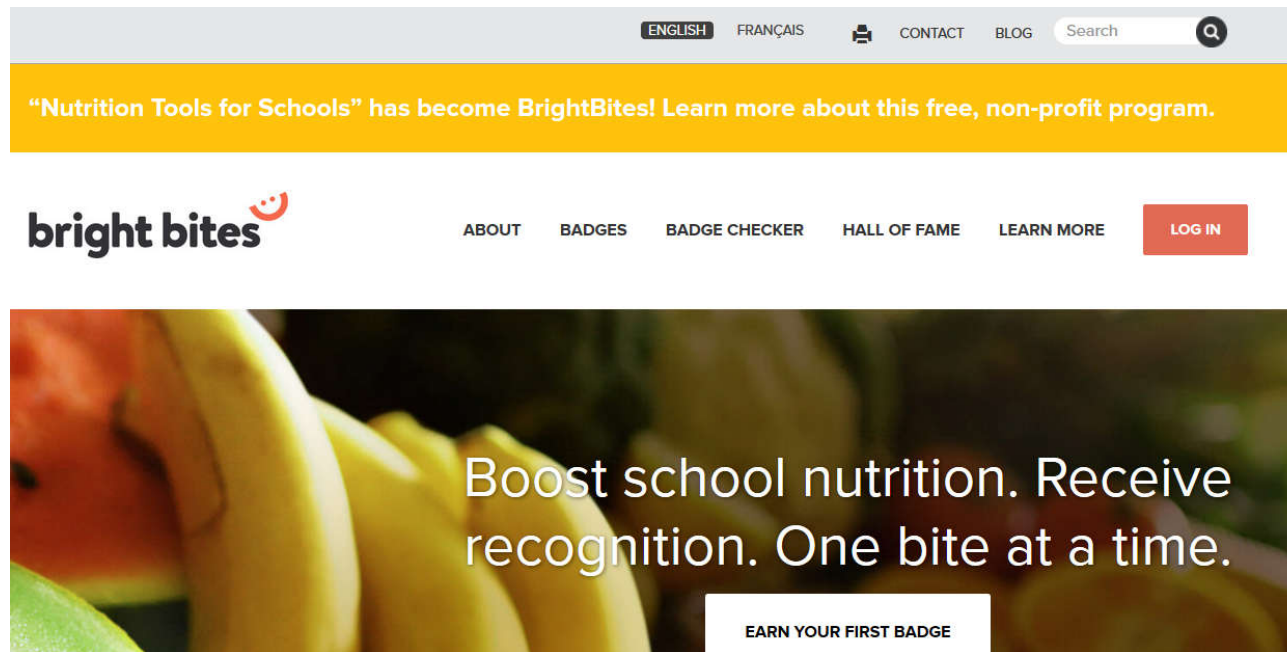 ENGLISH FRANÇAIS CONTACT BLOG Search
“Nutrition Tools for Schools” has become BrightBites! Learn more about this free, non-profit program.
bright bites
ABOUT BADGES BADGE CHECKER HALL OF FAME LEARN MORE LOG IN
Boost school nutrition. Receive
recognition. One bite at a time.
EARN YOUR FIRST BADGE